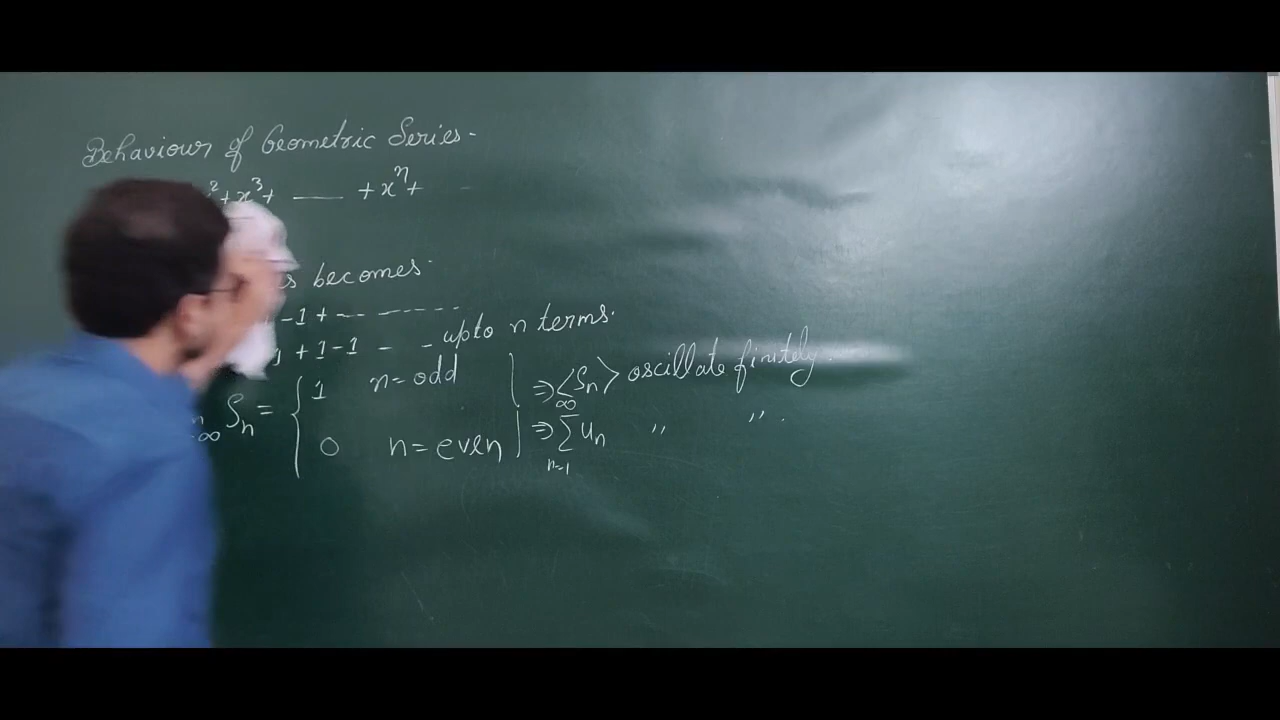 Behaviour of Geometric Series.
²+x³+ —— +xⁿ+
becomes.
-1+-- -------
+1-1 - - upto n terms.
Sₙ= { 1 n=odd ⇒<Sₙ> oscillate finitely.
0 n=even ⇒ ∞ Σ n=1 uₙ " ".